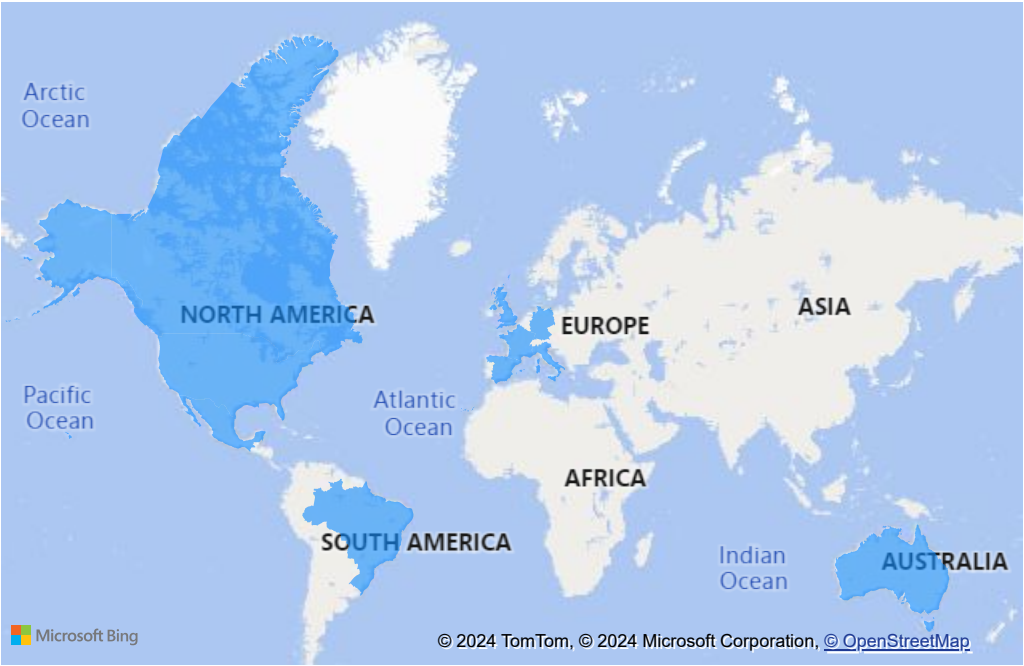 Arctic
Ocean
NORTH AMERICA
EUROPE
ASIA
Pacific
Ocean
Atlantic
Ocean
AFRICA
SOUTH AMERICA
Indian
Ocean
AUSTRALIA
Microsoft Bing
© 2024 TomTom, © 2024 Microsoft Corporation, © OpenStreetMap